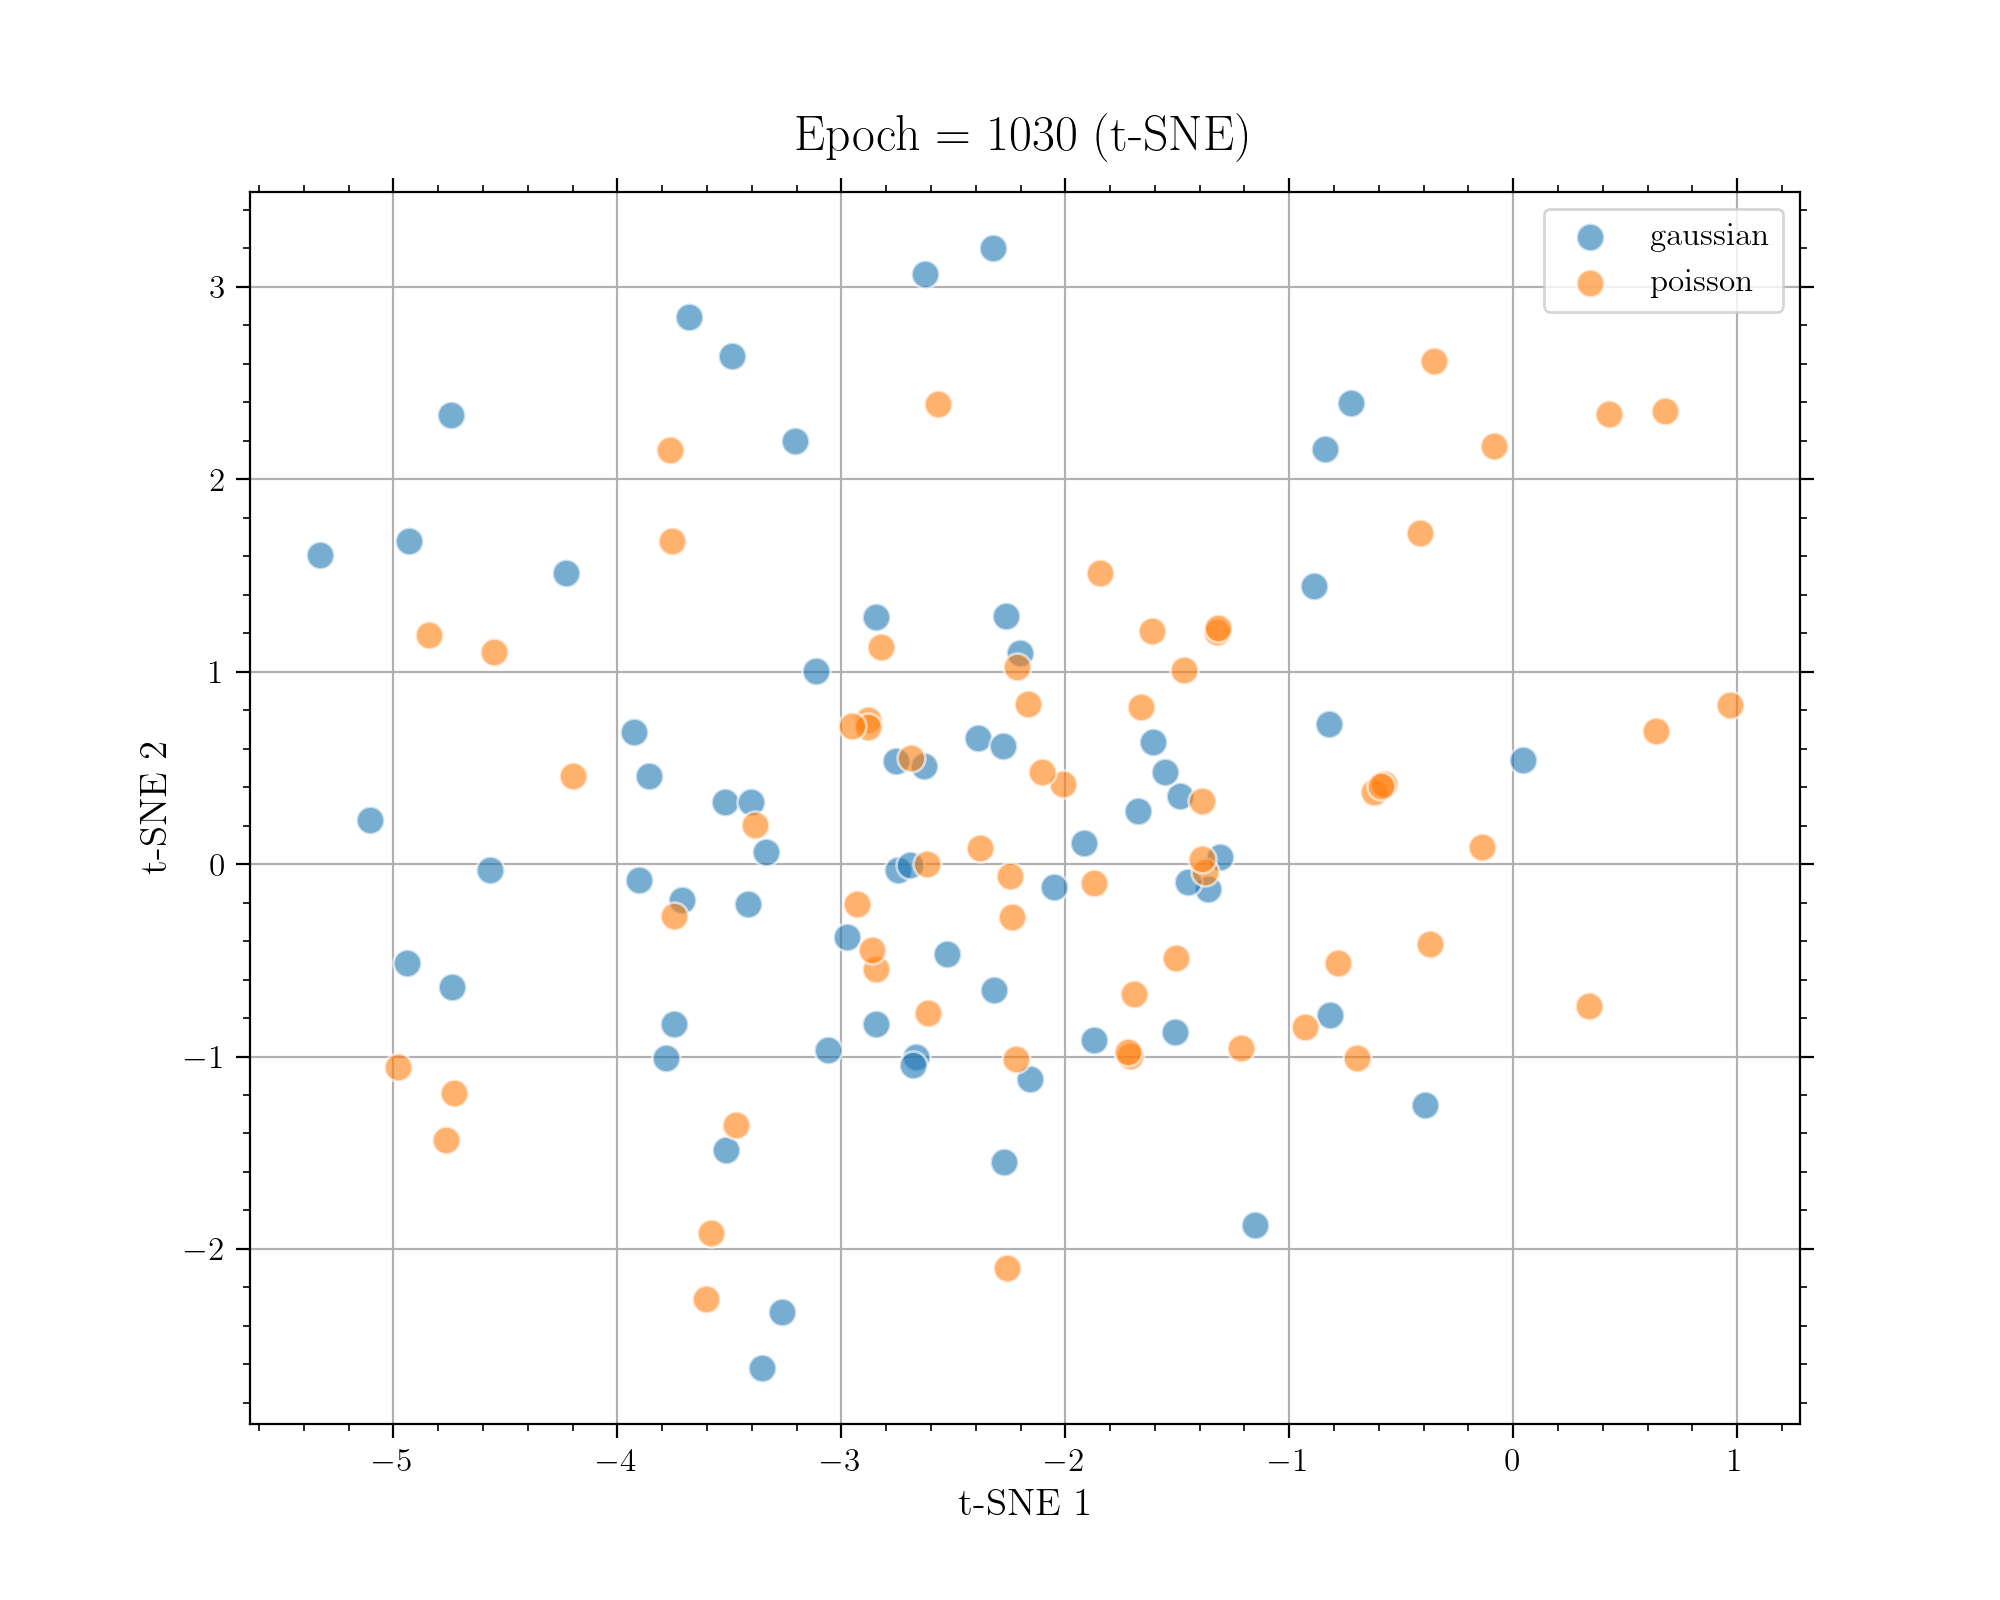 Epoch = 1030 (t-SNE)
gaussian
poisson
3
2
1
0
−1
−2
t-SNE 2
−5
−4
−3
−2
−1
0
1
t-SNE 1